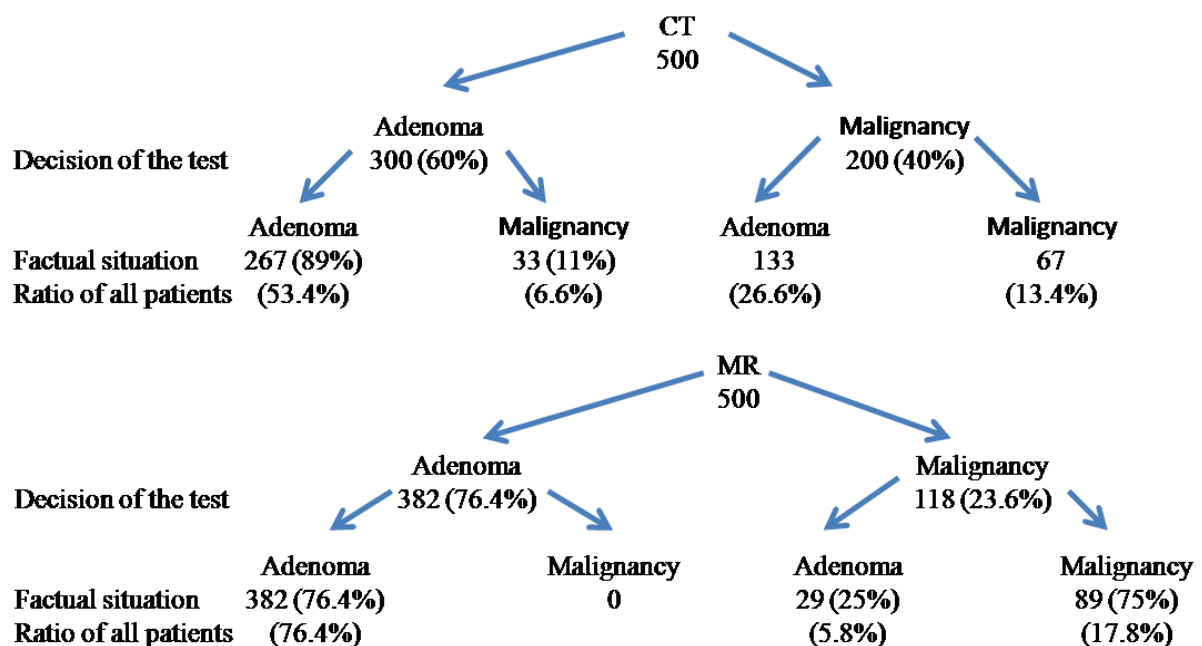 CT
500
Adenoma Malignancy
Decision of the test 300 (60%) 200 (40%)
Adenoma Malignancy Adenoma Malignancy
Factual situation 267 (89%) 33 (11%) 133 67
Ratio of all patients (53.4%) (6.6%) (26.6%) (13.4%)
MR
500
Adenoma Malignancy
Decision of the test 382 (76.4%) 118 (23.6%)
Adenoma Malignancy Adenoma Malignancy
Factual situation 382 (76.4%) 0 29 (25%) 89 (75%)
Ratio of all patients (76.4%) (5.8%) (17.8%)